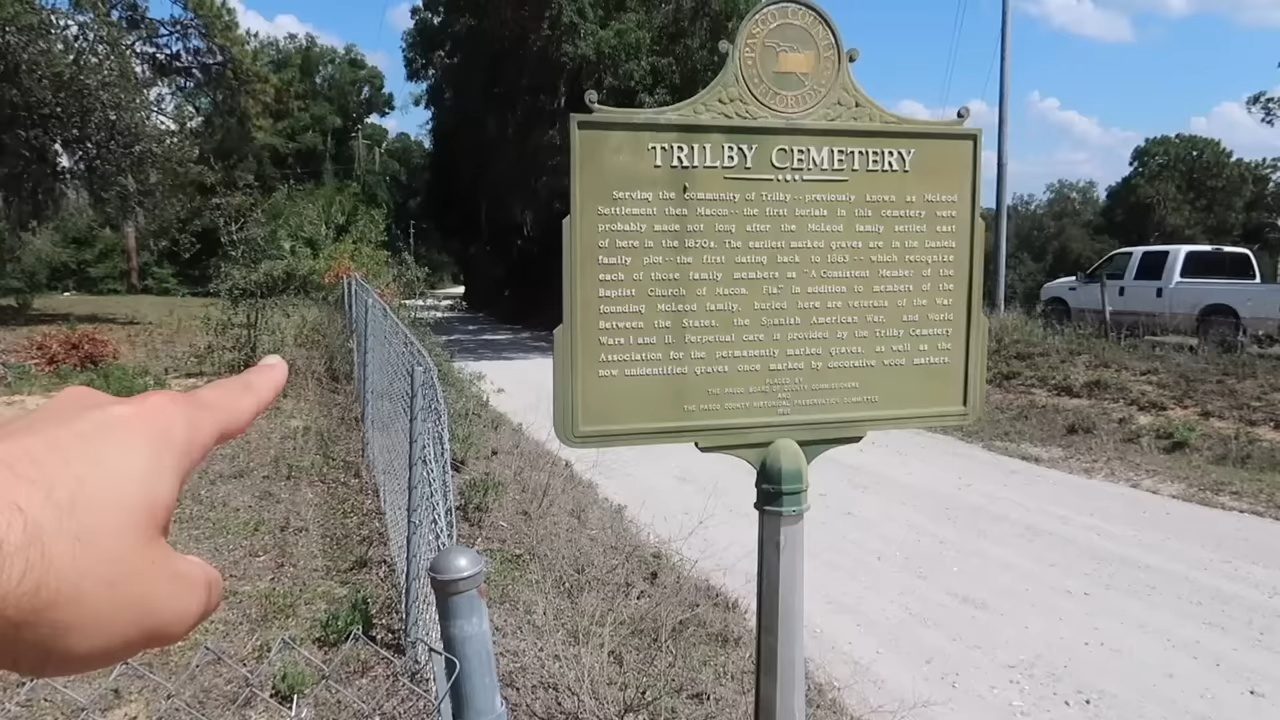 PASCO COUNTY
FLORIDA
TRILBY CEMETERY
Serving the community of Trilby--previously known as McLeod
Settlement then Macon--the first burials in this cemetery were
probably made not long after the McLeod family settled east
of here in the 1870s. The earliest marked graves are in the Daniels
family plot--the first dating back to 1883--which recognize
each of those family members as "A Consistent Member of the
Baptist Church of Macon, Fla." In addition to members of the
founding McLeod family, buried here are veterans of the War
Between the States, the Spanish American War, and World
Wars I and II. Perpetual care is provided by the Trilby Cemetery
Association for the permanently marked graves, as well as the
now unidentified graves once marked by decorative wood markers.
PLACED BY
THE PASCO BOARD OF COUNTY COMMISSIONERS
AND
THE PASCO COUNTY HISTORICAL PRESERVATION COMMITTEE